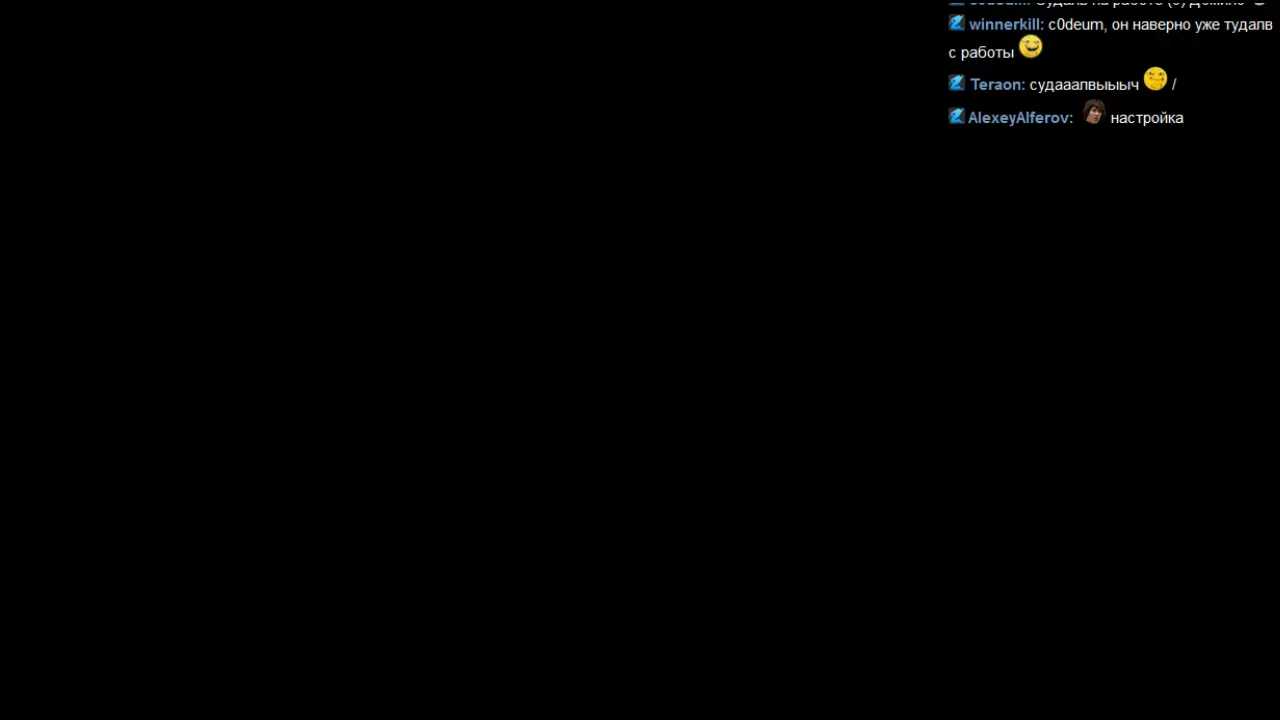 winnerkill: c0deum, он наверно уже тудалв
с работы
Teraon: судааалвыыыч /
AlexeyAlferov: настройка